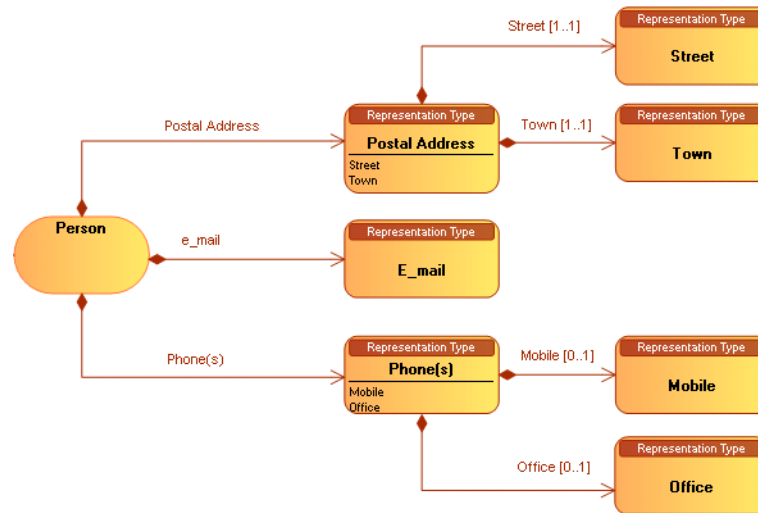 Street [1..1]
Representation Type
Street
Postal Address
Representation Type
Postal Address
Street
Town
Town [1..1]
Representation Type
Town
Person
e_mail
Representation Type
E_mail
Phone(s)
Representation Type
Phone(s)
Mobile
Office
Mobile [0..1]
Representation Type
Mobile
Office [0..1]
Representation Type
Office